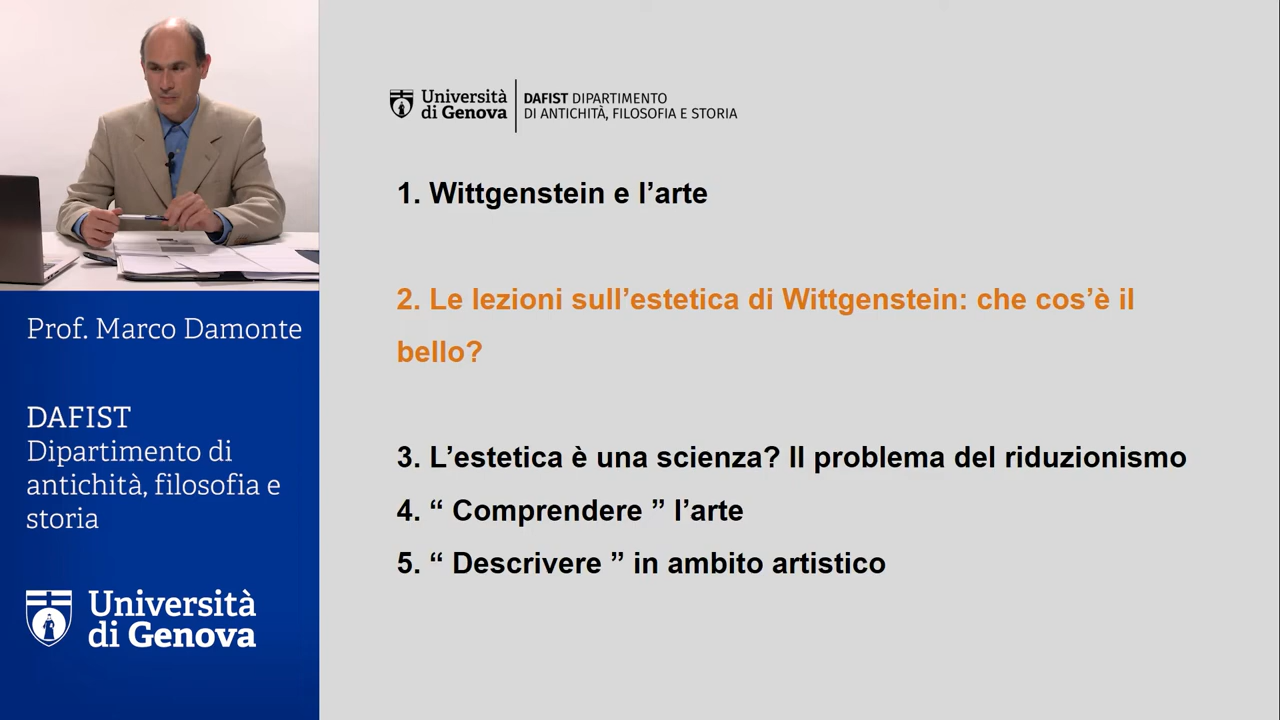 Università
di Genova
DAFIST DIPARTIMENTO
DI ANTICHITÀ, FILOSOFIA E STORIA
1. Wittgenstein e l’arte
2. Le lezioni sull’estetica di Wittgenstein: che cos’è il
bello?
3. L’estetica è una scienza? Il problema del riduzionismo
4. “ Comprendere ” l’arte
5. “ Descrivere ” in ambito artistico
Prof. Marco Damonte
DAFIST
Dipartimento di
antichità, filosofia e
storia
Università
di Genova